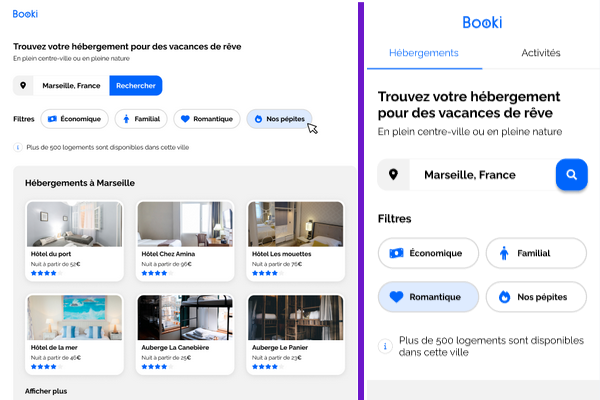 Booki
Trouvez votre hébergement pour des vacances de rêve
En plein centre-ville ou en pleine nature
Marseille, France
Rechercher
Filtres
Économique
Familial
Romantique
Nos pépites
Plus de 500 logements sont disponibles dans cette ville
Hébergements à Marseille
Hôtel du port
Nuit à partir de 52€
Hôtel Chez Amina
Nuit à partir de 96€
Hôtel Les mouettes
Nuit à partir de 76€
Hôtel de la mer
Nuit à partir de 46€
Auberge La Canebière
Nuit à partir de 25€
Auberge Le Panier
Nuit à partir de 23€
Afficher plus
Booki
Hébergements
Activités
Trouvez votre hébergement
pour des vacances de rêve
En plein centre-ville ou en pleine nature
Marseille, France
Filtres
Économique
Familial
Romantique
Nos pépites
Plus de 500 logements sont disponibles
dans cette ville